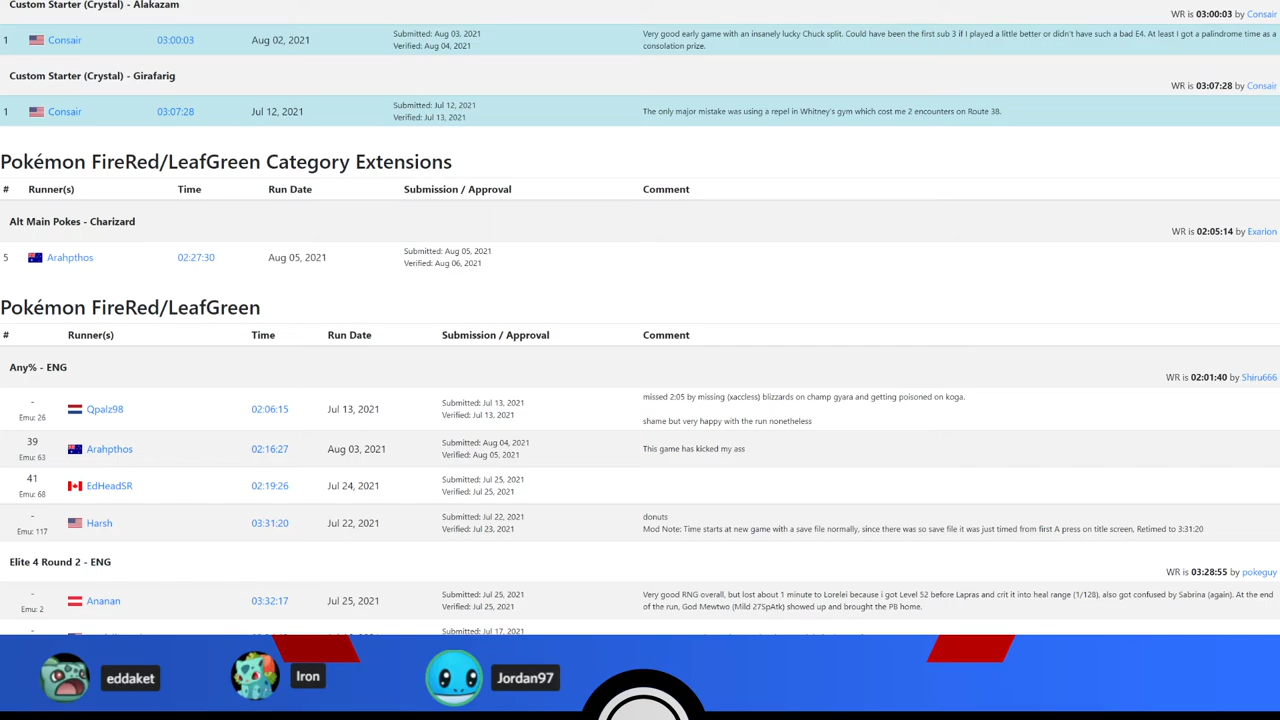 Custom Starter (Crystal) - Alakazam
WR is 03:00:03 by Consair
1 Consair 03:00:03 Aug 02, 2021 Submitted: Aug 03, 2021 Very good early game with an insanely lucky Chuck split. Could have been the first sub 3 if I played a little better or didn't have such a bad E4. At least I got a palindrome time as a
Verified: Aug 04, 2021 consolation prize.
Custom Starter (Crystal) - Girafarig
WR is 03:07:28 by Consair
1 Consair 03:07:28 Jul 12, 2021 Submitted: Jul 12, 2021 The only major mistake was using a repel in Whitney's gym which cost me 2 encounters on Route 38.
Verified: Jul 13, 2021
Pokémon FireRed/LeafGreen Category Extensions
# Runner(s) Time Run Date Submission / Approval Comment
Alt Main Pokes - Charizard
WR is 02:05:14 by Exarion
5 Arahpthos 02:27:30 Aug 05, 2021 Submitted: Aug 05, 2021
Verified: Aug 06, 2021
Pokémon FireRed/LeafGreen
# Runner(s) Time Run Date Submission / Approval Comment
Any% - ENG
WR is 02:01:40 by Shiru666
- Qpalz98 02:06:15 Jul 13, 2021 Submitted: Jul 13, 2021 missed 2:05 by missing (xaccless) blizzards on champ gyara and getting poisoned on koga.
Emu: 26 Verified: Jul 13, 2021 shame but very happy with the run nonetheless
39 Arahpthos 02:16:27 Aug 03, 2021 Submitted: Aug 04, 2021 This game has kicked my ass
Emu: 63 Verified: Aug 05, 2021
41 EdHeadSR 02:19:26 Jul 24, 2021 Submitted: Jul 25, 2021
Emu: 68 Verified: Jul 25, 2021
- Harsh 03:31:20 Jul 22, 2021 Submitted: Jul 22, 2021 donuts
Emu: 117 Verified: Jul 23, 2021 Mod Note: Time starts at new game with a save file normally, since there was so save file it was just timed from first A press on title screen, Retimed to 3:31:20
Elite 4 Round 2 - ENG
WR is 03:28:55 by pokeguy
- Ananan 03:32:17 Jul 25, 2021 Submitted: Jul 25, 2021 Very good RNG overall, but lost about 1 minute to Lorelei because i got Level 52 before Lapras and crit it into heal range (1/128), also got confused by Sabrina (again). At the end
Emu: 2 Verified: Jul 25, 2021 of the run, God Mewtwo (Mild 27SpAtk) showed up and brought the PB home.
- Submitted: Jul 17, 2021
eddaket Iron Jordan97